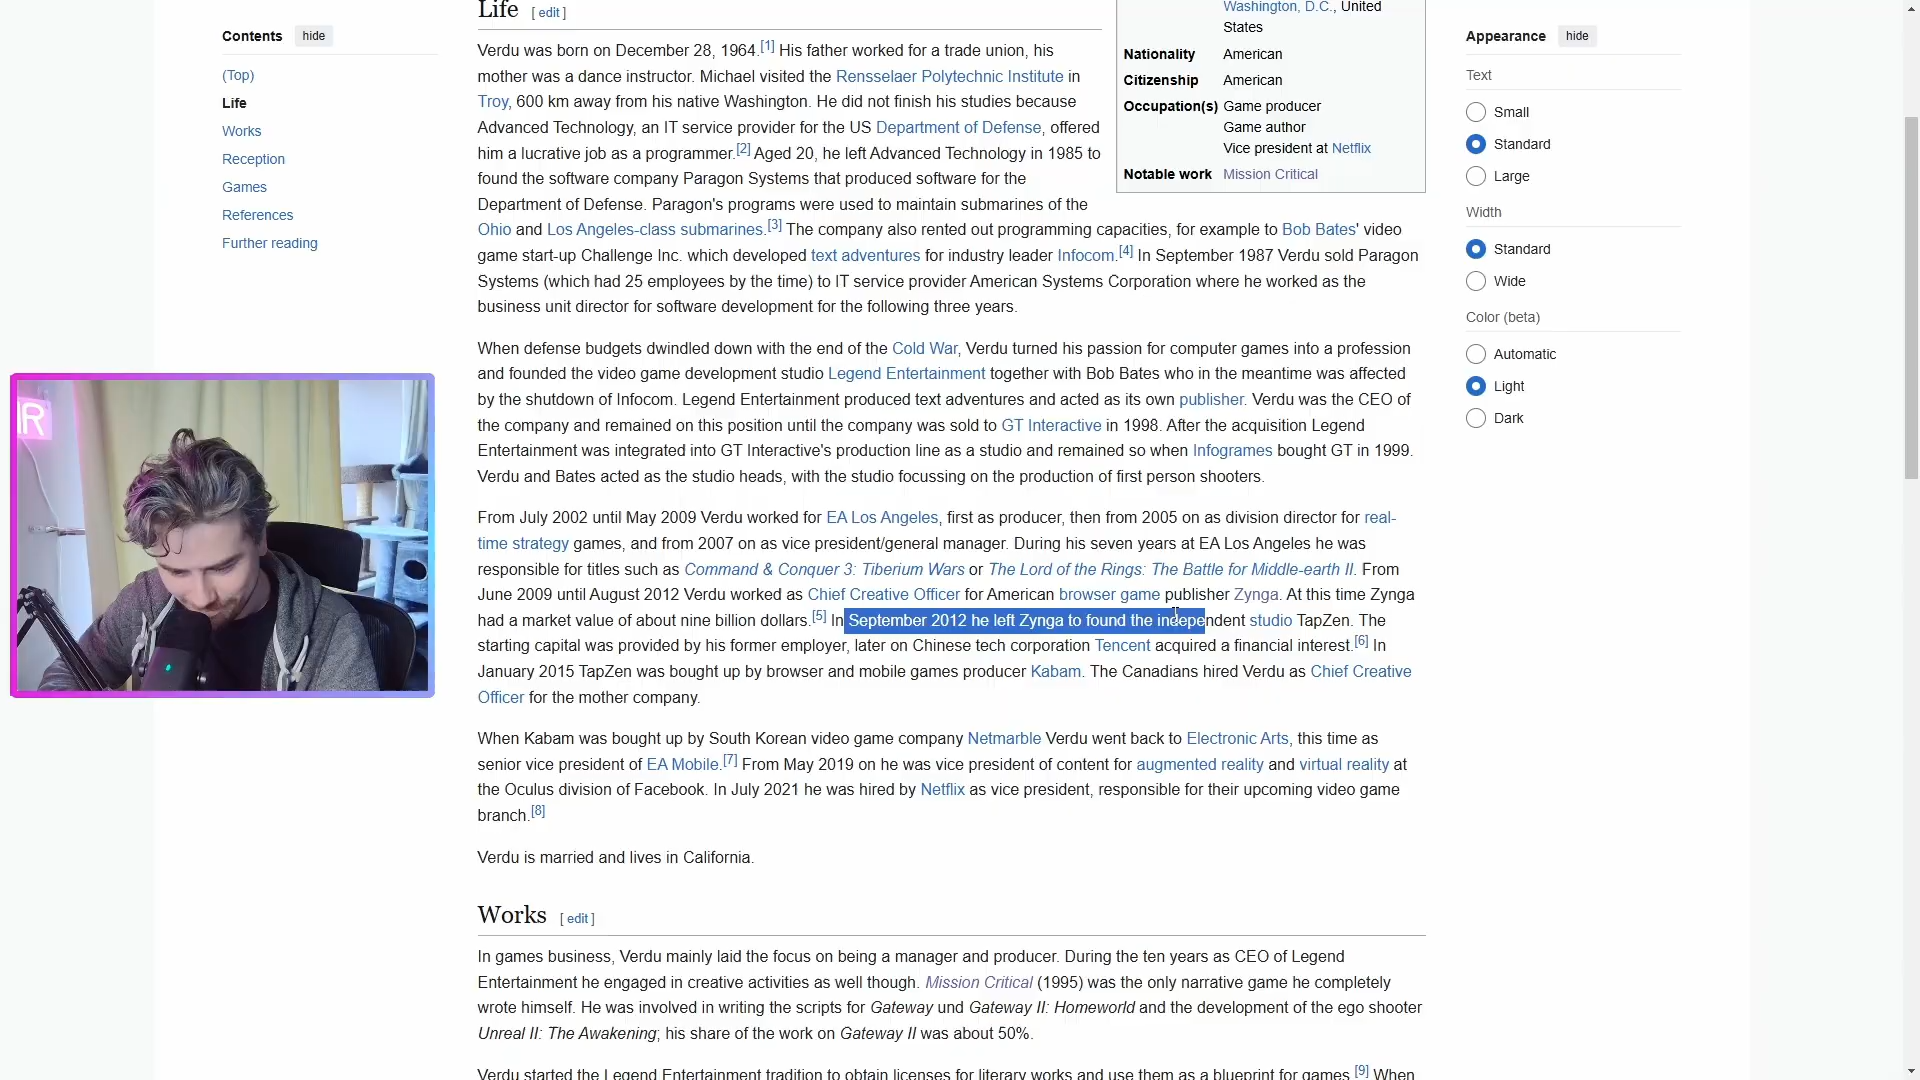 Contents hide
(Top)
Life
Works
Reception
Games
References
Further reading
Life [ edit ]
Verdu was born on December 28, 1964.[1] His father worked for a trade union, his
mother was a dance instructor. Michael visited the Rensselaer Polytechnic Institute in
Troy, 600 km away from his native Washington. He did not finish his studies because
Advanced Technology, an IT service provider for the US Department of Defense, offered
him a lucrative job as a programmer.[2] Aged 20, he left Advanced Technology in 1985 to
found the software company Paragon Systems that produced software for the
Department of Defense. Paragon's programs were used to maintain submarines of the
Ohio and Los Angeles-class submarines.[3] The company also rented out programming capacities, for example to Bob Bates' video
game start-up Challenge Inc. which developed text adventures for industry leader Infocom.[4] In September 1987 Verdu sold Paragon
Systems (which had 25 employees by the time) to IT service provider American Systems Corporation where he worked as the
business unit director for software development for the following three years.
When defense budgets dwindled down with the end of the Cold War, Verdu turned his passion for computer games into a profession
and founded the video game development studio Legend Entertainment together with Bob Bates who in the meantime was affected
by the shutdown of Infocom. Legend Entertainment produced text adventures and acted as its own publisher. Verdu was the CEO of
the company and remained on this position until the company was sold to GT Interactive in 1998. After the acquisition Legend
Entertainment was integrated into GT Interactive's production line as a studio and remained so when Infogrames bought GT in 1999.
Verdu and Bates acted as the studio heads, with the studio focussing on the production of first person shooters.
From July 2002 until May 2009 Verdu worked for EA Los Angeles, first as producer, then from 2005 on as division director for real-
time strategy games, and from 2007 on as vice president/general manager. During his seven years at EA Los Angeles he was
responsible for titles such as Command & Conquer 3: Tiberium Wars or The Lord of the Rings: The Battle for Middle-earth II. From
June 2009 until August 2012 Verdu worked as Chief Creative Officer for American browser game publisher Zynga. At this time Zynga
had a market value of about nine billion dollars.[5] In September 2012 he left Zynga to found the independent studio TapZen. The
starting capital was provided by his former employer, later on Chinese tech corporation Tencent acquired a financial interest.[6] In
January 2015 TapZen was bought up by browser and mobile games producer Kabam. The Canadians hired Verdu as Chief Creative
Officer for the mother company.
When Kabam was bought up by South Korean video game company Netmarble Verdu went back to Electronic Arts, this time as
senior vice president of EA Mobile.[7] From May 2019 on he was vice president of content for augmented reality and virtual reality at
the Oculus division of Facebook. In July 2021 he was hired by Netflix as vice president, responsible for their upcoming video game
branch.[8]
Verdu is married and lives in California.
Works [ edit ]
In games business, Verdu mainly laid the focus on being a manager and producer. During the ten years as CEO of Legend
Entertainment he engaged in creative activities as well though. Mission Critical (1995) was the only narrative game he completely
wrote himself. He was involved in writing the scripts for Gateway und Gateway II: Homeworld and the development of the ego shooter
Unreal II: The Awakening; his share of the work on Gateway II was about 50%.
Verdu started the Legend Entertainment tradition to obtain licenses for literary works and use them as a blueprint for games.[9] When
Washington, D.C., United
States
Nationality American
Citizenship American
Occupation(s) Game producer
Game author
Vice president at Netflix
Notable work Mission Critical
Appearance hide
Text
Small
Standard
Large
Width
Standard
Wide
Color (beta)
Automatic
Light
Dark
R